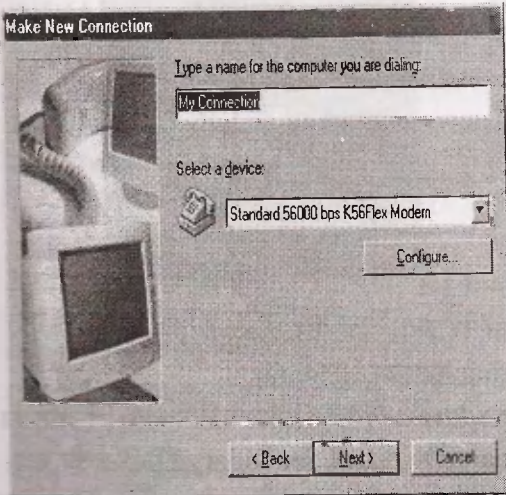 Make New Connection
Type a name for the computer you are dialing:
My Connection
Select a device:
Standard 56000 bps K56Flex Modem
Configure...
< Back
Next >
Cancel